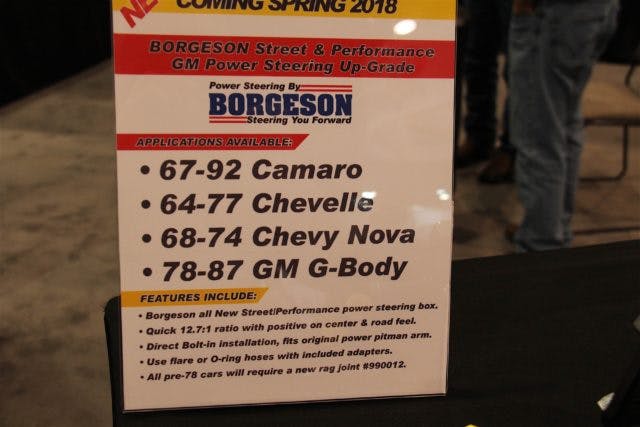 COMING SPRING 2018
BORGESON Street & Performance
GM Power Steering Up-Grade
Power Steering By
BORGESON
Steering You Forward
APPLICATIONS AVAILABLE:
• 67-92 Camaro
• 64-77 Chevelle
• 68-74 Chevy Nova
• 78-87 GM G-Body
FEATURES INCLUDE:
• Borgeson all New Street/Performance power steering box.
• Quick 12.7:1 ratio with positive on center & road feel.
• Direct Bolt-in installation, fits original power pitman arm.
• Use flare or O-ring hoses with included adapters.
• All pre-78 cars will require a new rag joint #990012.